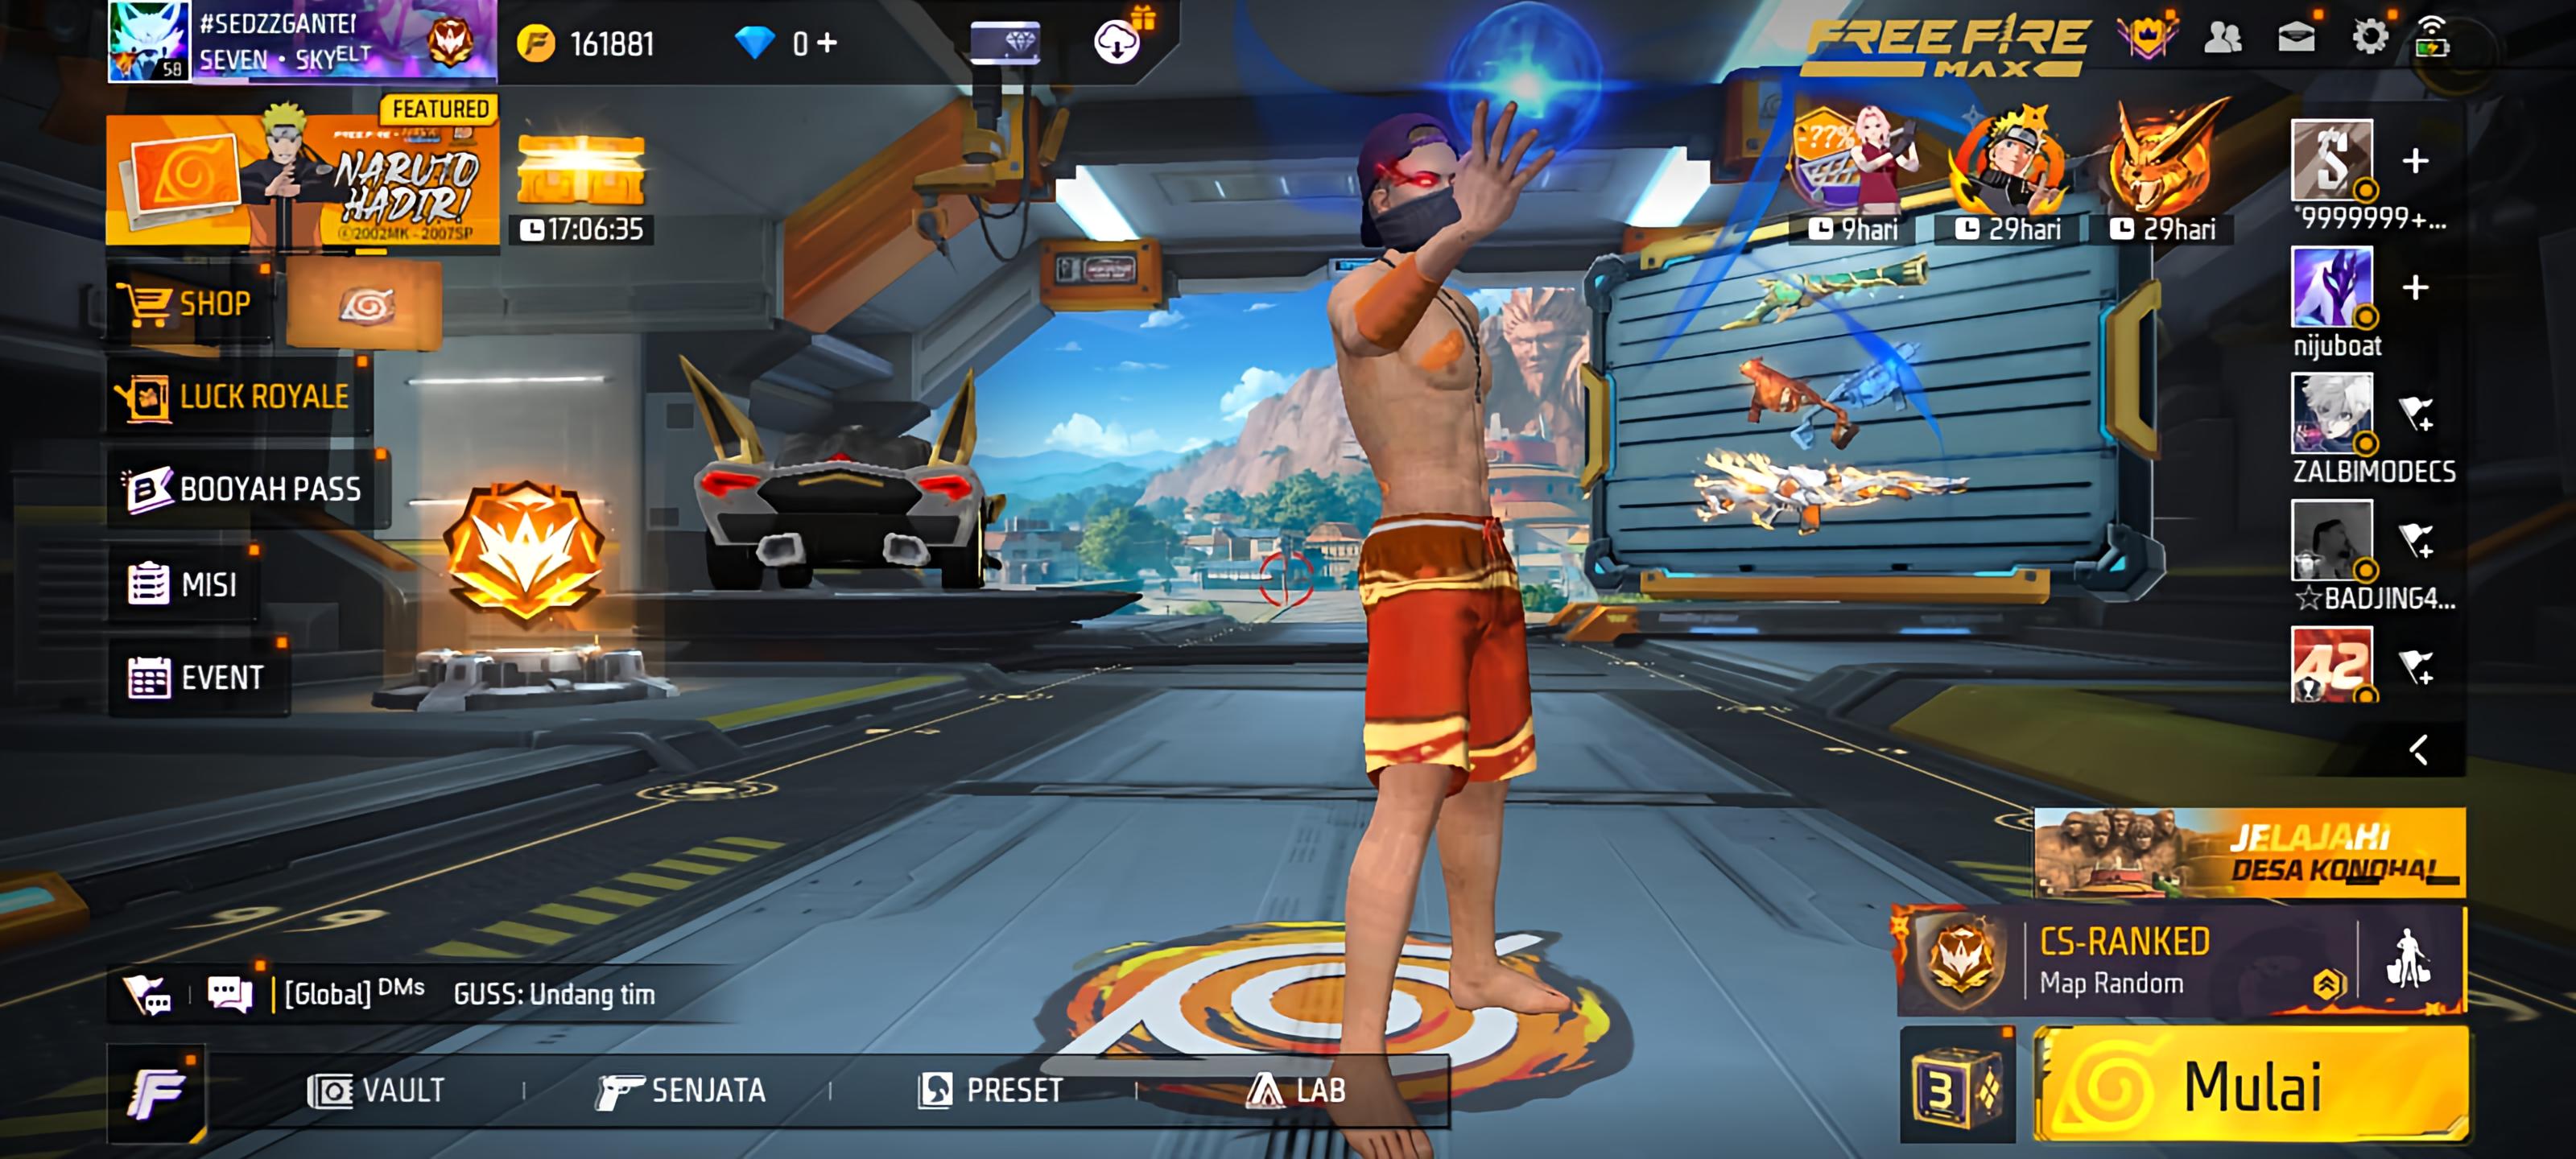 #SEDZZGANTEI
SEVEN • SKYELT
58
161881
0 +
FREE FIRE
MAX
FEATURED
NARUTO
HADIR!
©2002MK - 2007SP
17:06:35
-???%
9hari
29hari
29hari
S
"9999999+...
nijuboat
ZALBIMODECS
☆BADJING4...
A2
SHOP
LUCK ROYALE
BOOYAH PASS
MISI
EVENT
JELAJAHI
DESA KONOHA!
CS-RANKED
Map Random
[Global] DMs GUSS: Undang tim
VAULT
SENJATA
PRESET
LAB
3
Mulai